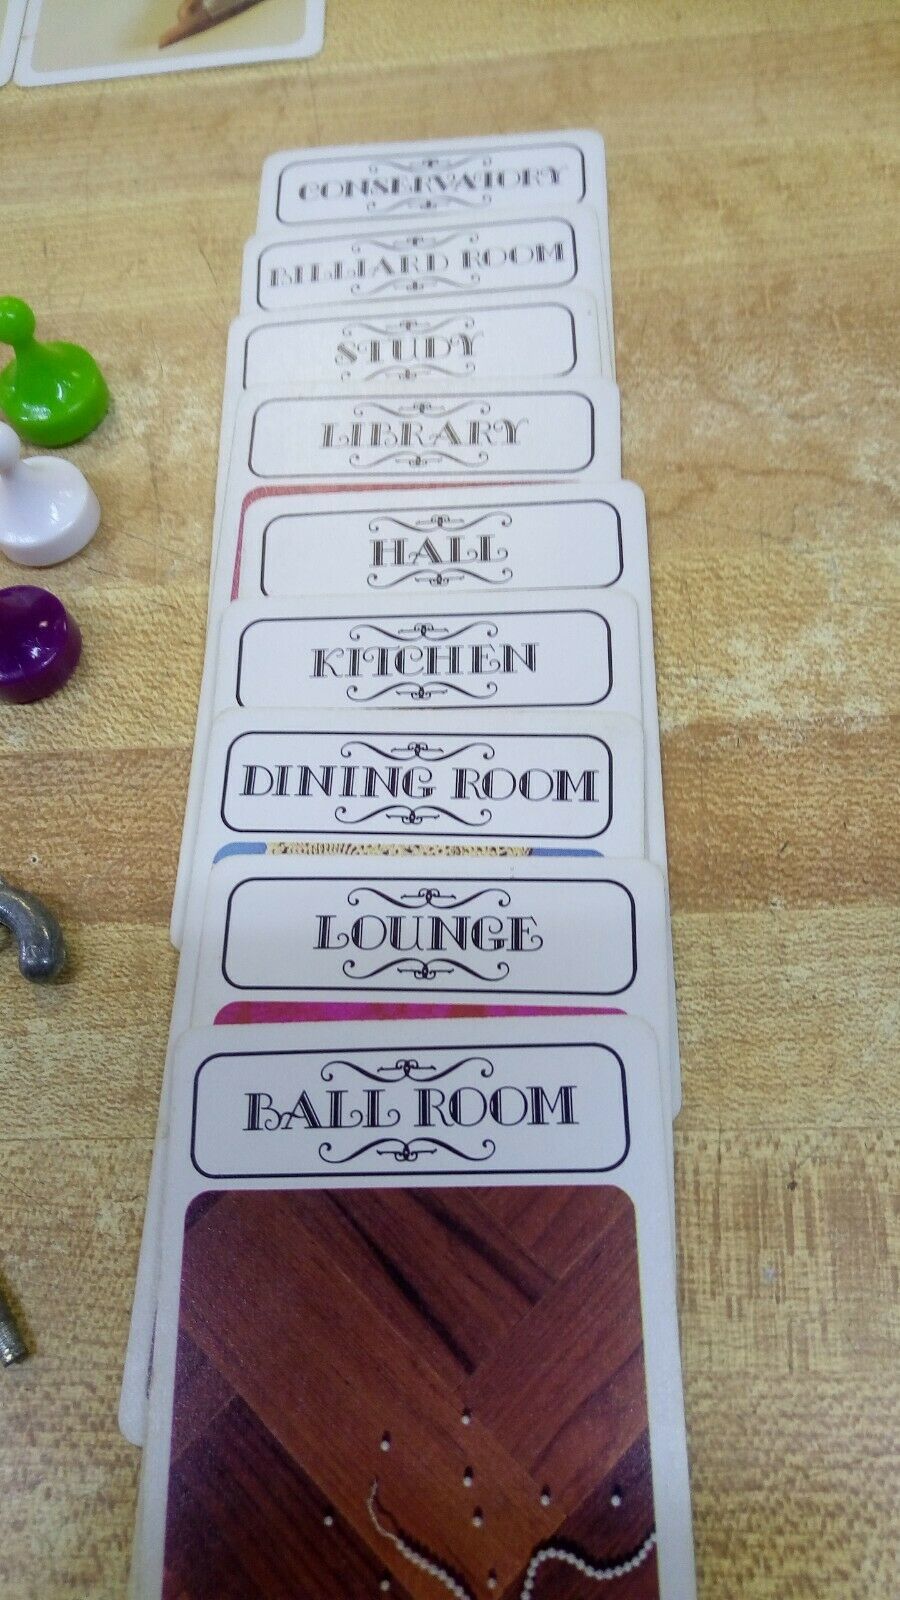 CONSERVATORY
BILLIARD ROOM
STUDY
LIBRARY
HALL
KITCHEN
DINING ROOM
LOUNGE
BALL ROOM